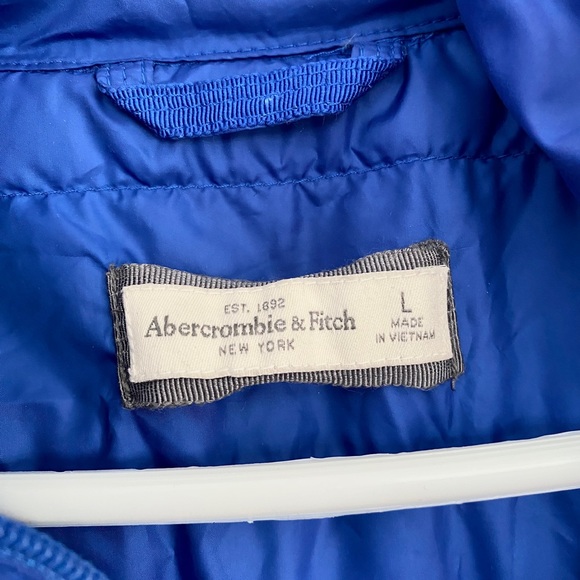 EST. 1892
Abercrombie & Fitch
NEW YORK
L
MADE
IN VIETNAM